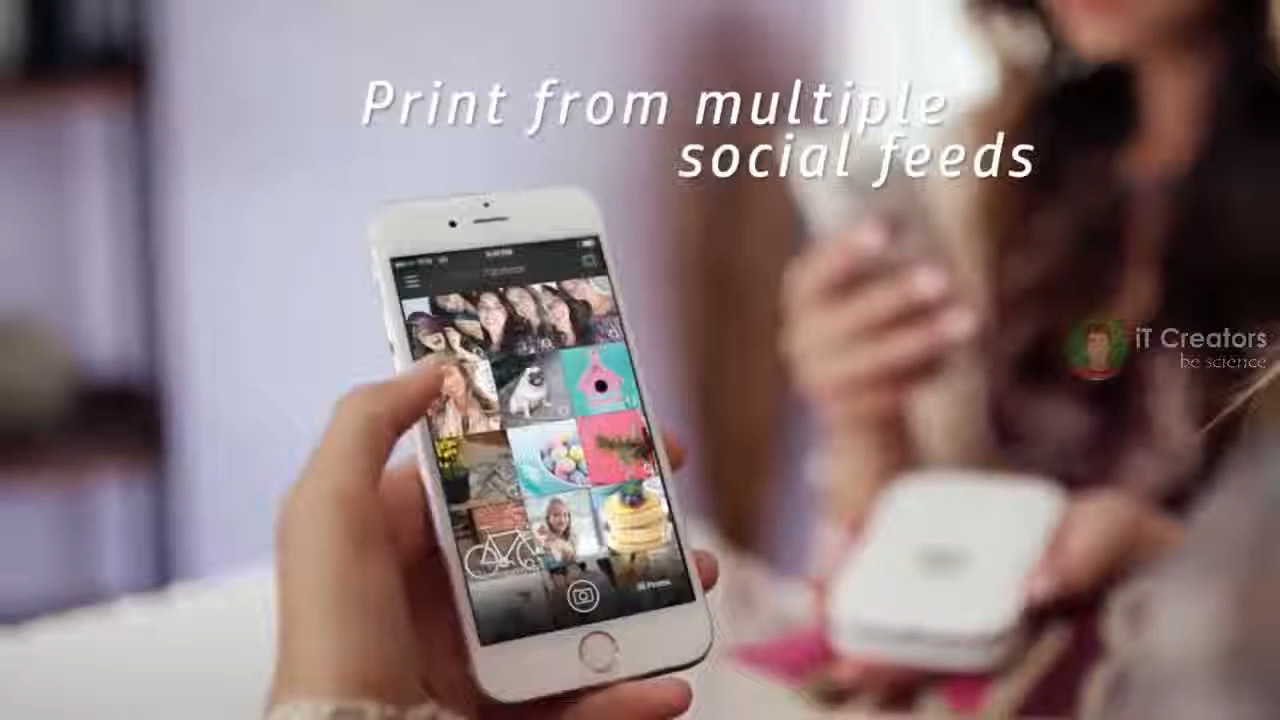 Print from multiple
social feeds
iT Creators
be science